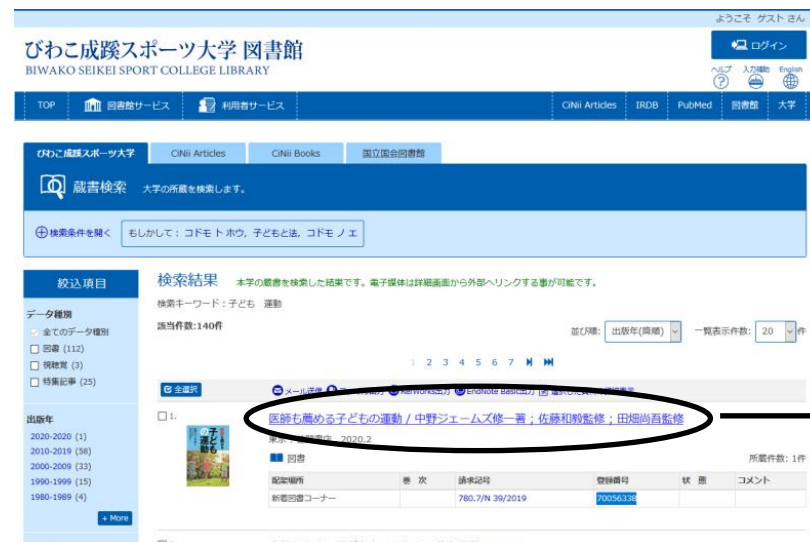 ようこそ ゲスト さん
びわこ成蹊スポーツ大学 図書館
BIWAKO SEIKEI SPORT COLLEGE LIBRARY
ログイン
ヘルプ 入力補助 English
TOP 図書館サービス 利用者サービス CiNii Articles IRDB PubMed 図書館 大学
びわこ成蹊スポーツ大学 CiNii Articles CiNii Books 国立国会図書館
蔵書検索 大学の所蔵を検索します。
検索条件を開く もしかして： コドモ ト ホウ, 子どもと法, コドモ ノ エ
絞込項目
検索結果 本学の蔵書を検索した結果です。電子媒体は詳細画面から外部へリンクする事が可能です。
検索キーワード：子ども 運動
該当件数:140件
データ種別
全てのデータ種別
図書 (112)
視聴覚 (3)
特集記事 (25)
並び順: 出版年(降順) 一覧表示件数: 20 件
1 2 3 4 5 6 7
全選択 メール送信
1. 医師も薦める子どもの運動 / 中野ジェームズ修一著 ; 佐藤和毅監修 ; 田畑尚吾監修
2020.2
図書 所蔵件数: 1件
配架場所 巻 次 請求記号 登録番号 状 態 コメント
新着図書コーナー 780.7/N 39/2019 70056338
出版年
2020-2020 (1)
2010-2019 (58)
2000-2009 (33)
1990-1999 (15)
1980-1989 (4)
+ More